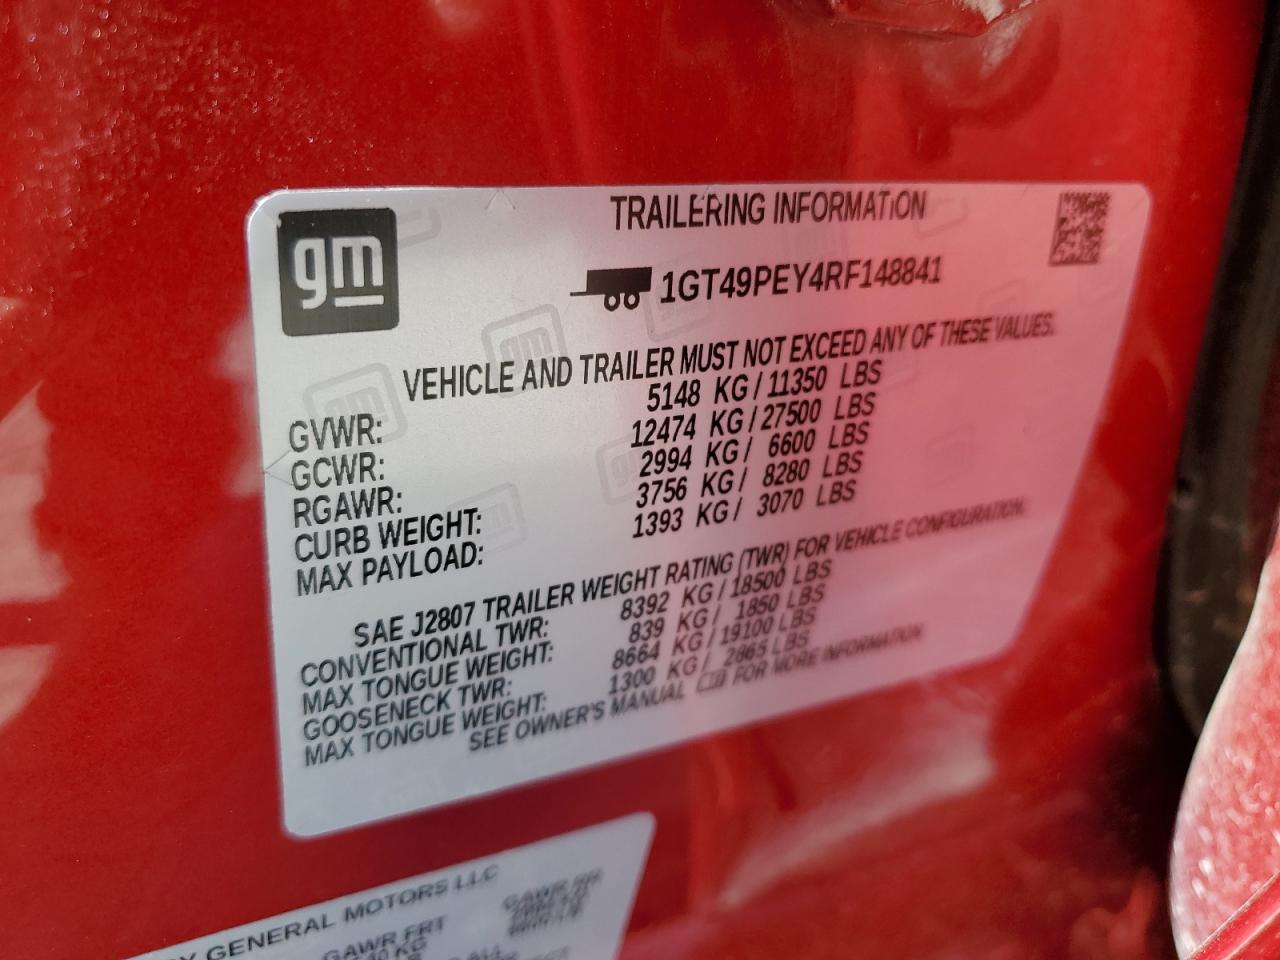 gm
TRAILERING INFORMATION
1GT49PEY4RF148841
VEHICLE AND TRAILER MUST NOT EXCEED ANY OF THESE VALUES.
GVWR: 5148 KG / 11350 LBS
GCWR: 12474 KG / 27500 LBS
RGAWR: 2994 KG / 6600 LBS
CURB WEIGHT: 3756 KG / 8280 LBS
MAX PAYLOAD: 1393 KG / 3070 LBS
SAE J2807 TRAILER WEIGHT RATING (TWR) FOR VEHICLE CONFIGURATION.
CONVENTIONAL TWR: 8392 KG / 18500 LBS
MAX TONGUE WEIGHT: 839 KG / 1850 LBS
GOOSENECK TWR: 8664 KG / 19100 LBS
MAX TONGUE WEIGHT: 1300 KG / 2865 LBS
SEE OWNER'S MANUAL FOR MORE INFORMATION.
GENERAL MOTORS LLC
GAWR FRT GAWR RR
KG